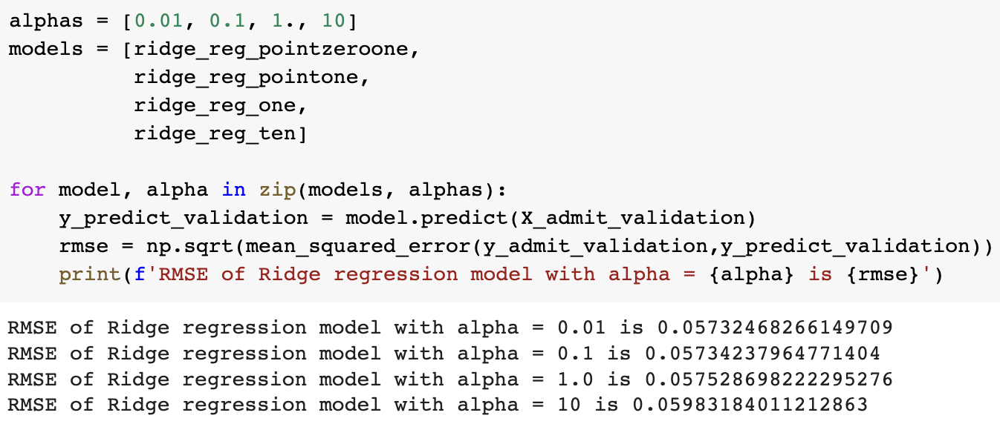 alphas = [0.01, 0.1, 1., 10]
models = [ridge_reg_pointzeroone,
          ridge_reg_pointone,
          ridge_reg_one,
          ridge_reg_ten]
for model, alpha in zip(models, alphas):
    y_predict_validation = model.predict(X_admit_validation)
    rmse = np.sqrt(mean_squared_error(y_admit_validation,y_predict_validation))
    print(f'RMSE of Ridge regression model with alpha = {alpha} is {rmse}')
RMSE of Ridge regression model with alpha = 0.01 is 0.05732468266149709
RMSE of Ridge regression model with alpha = 0.1 is 0.05734237964771404
RMSE of Ridge regression model with alpha = 1.0 is 0.057528698222295276
RMSE of Ridge regression model with alpha = 10 is 0.05983184011212863